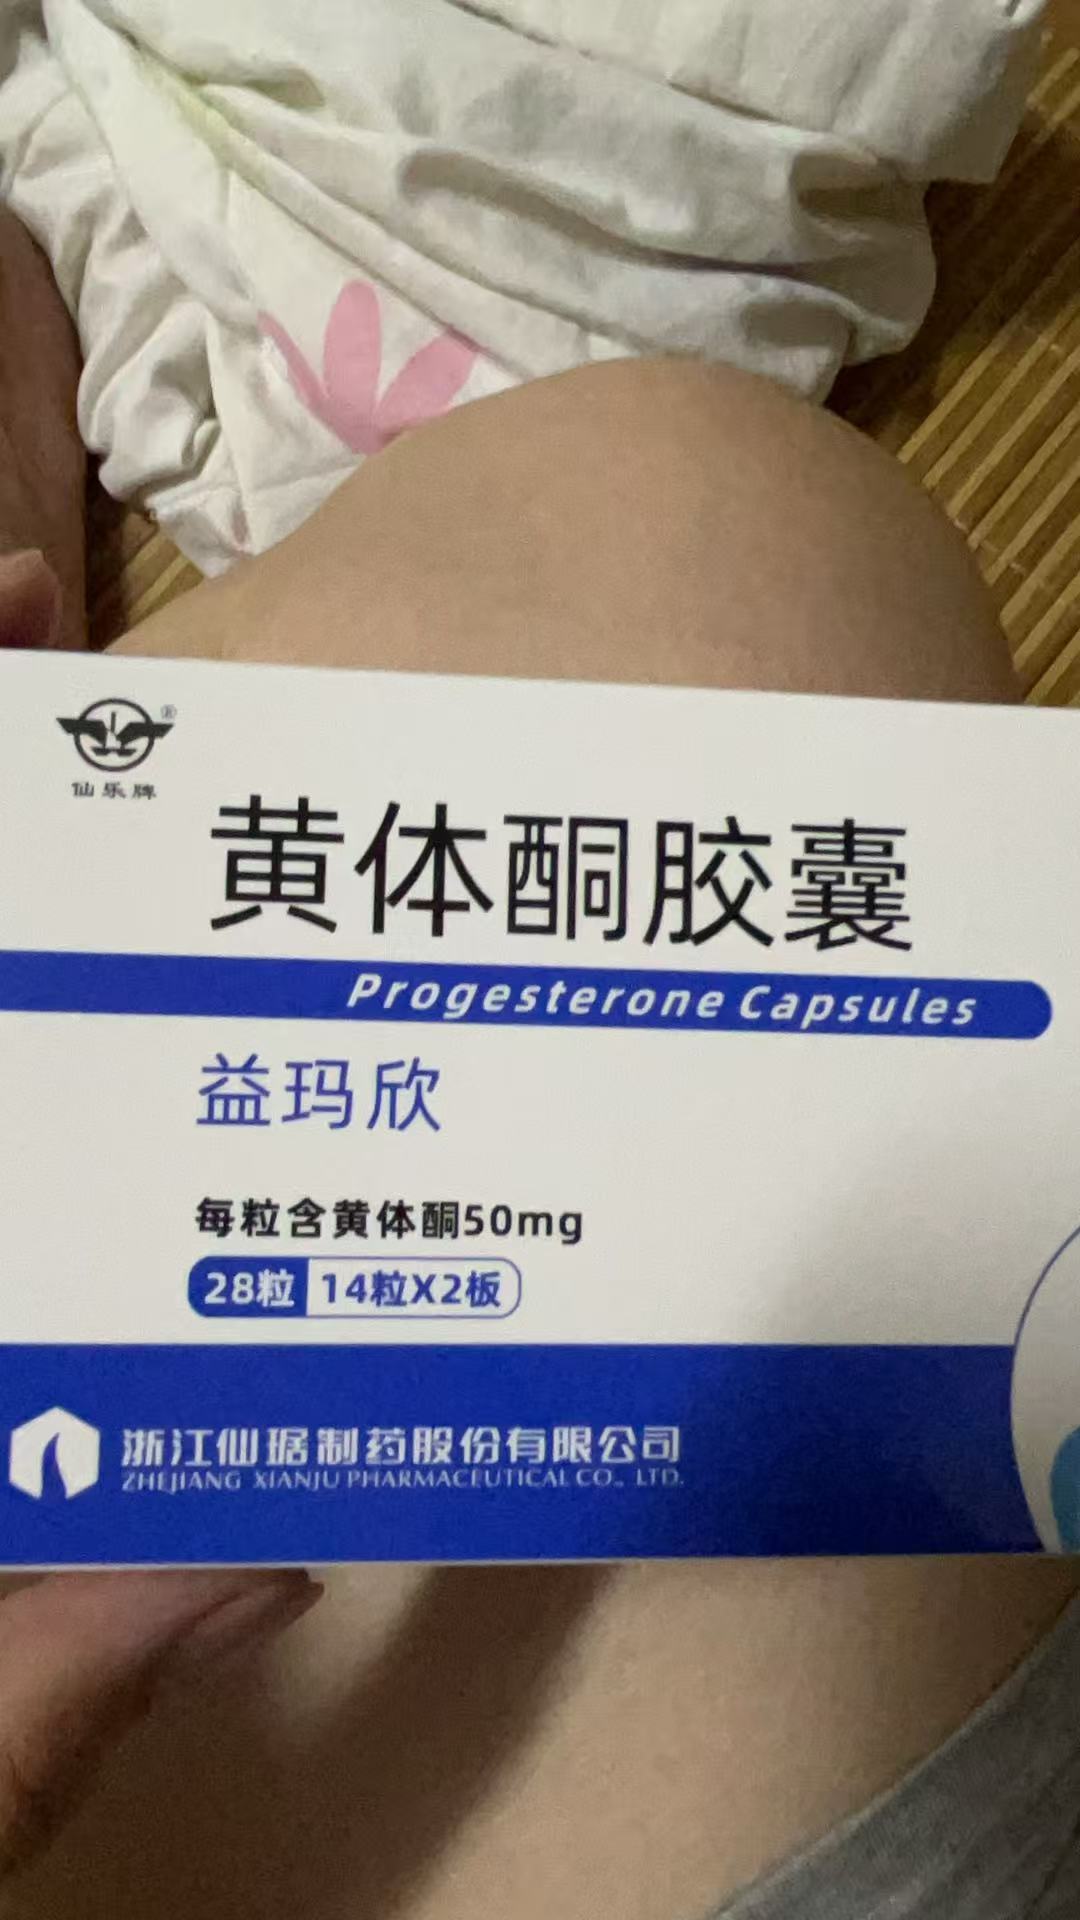 仙乐牌
黄体酮胶囊
Progesterone Capsules
益玛欣
每粒含黄体酮50mg
28粒 14粒X2板
浙江仙琚制药股份有限公司
ZHEJIANG XIANJU PHARMACEUTICAL CO., LTD.